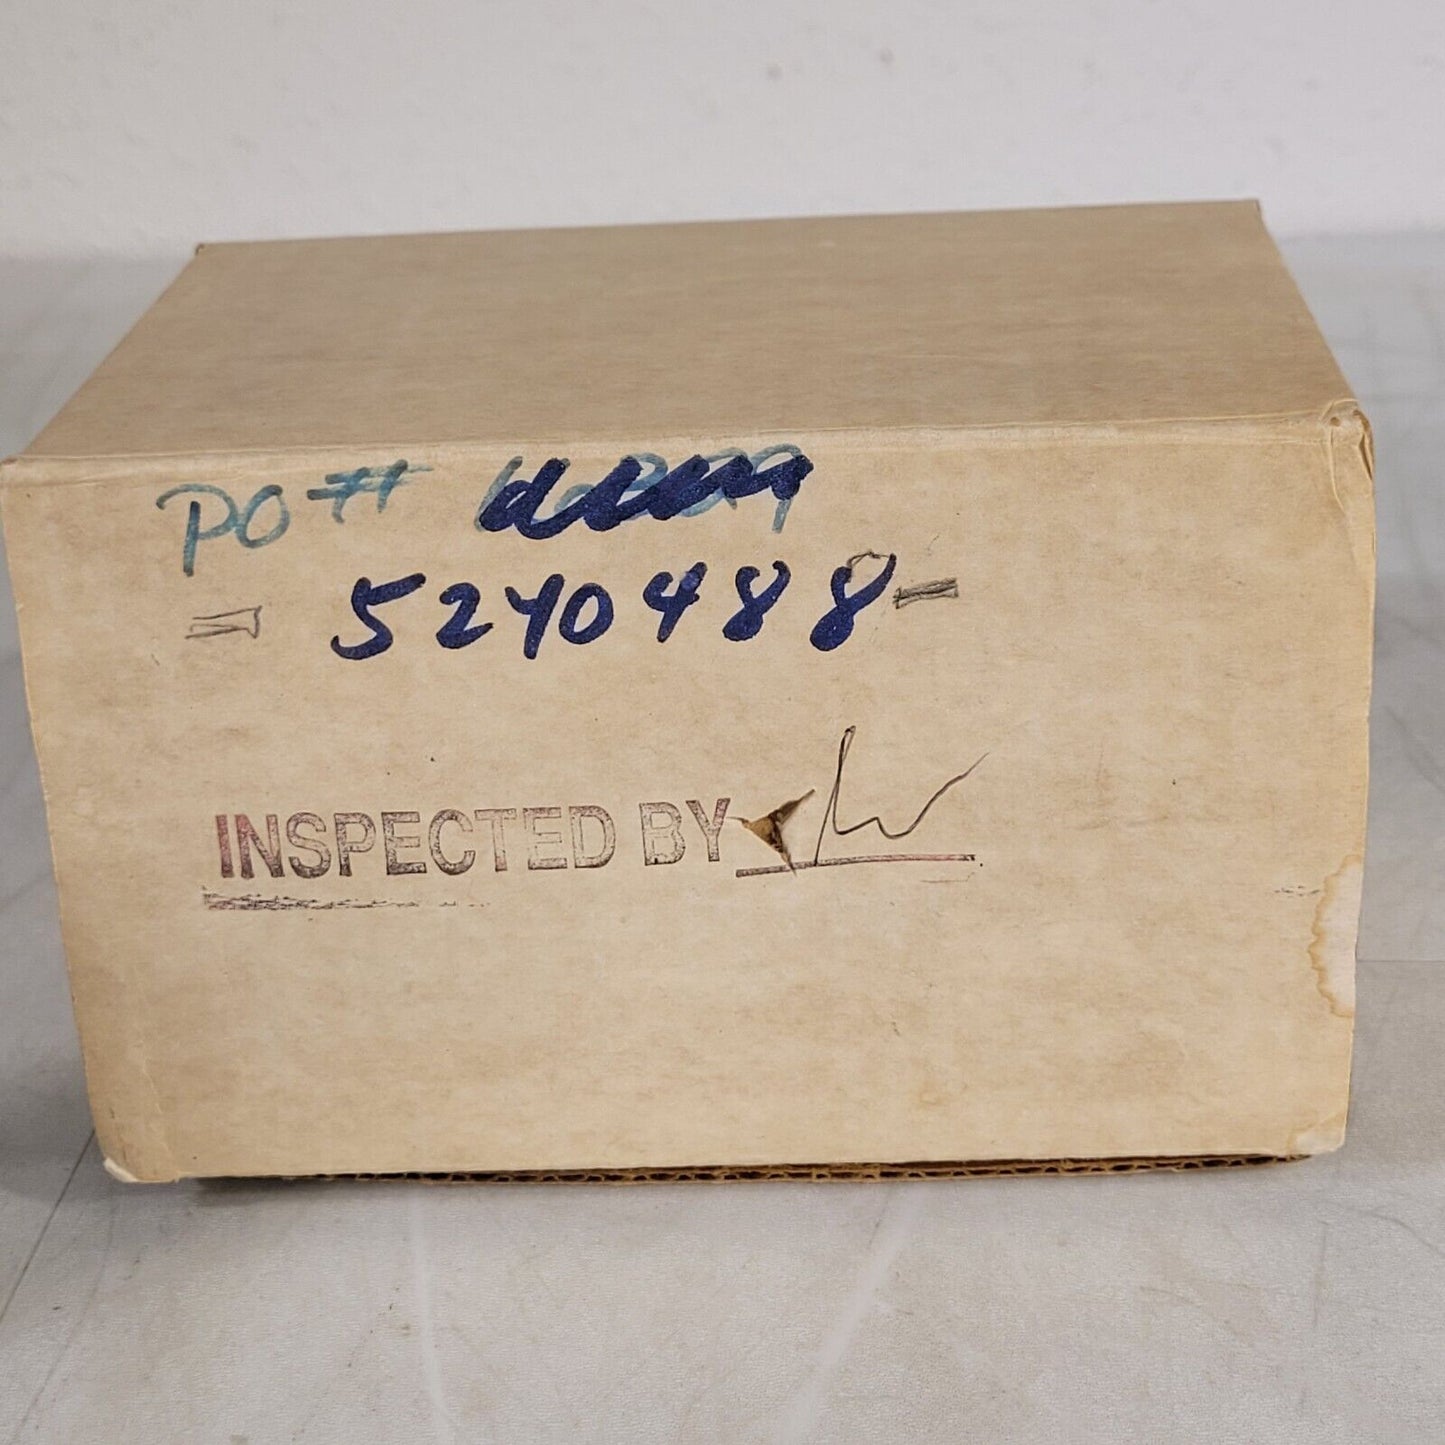 PO#
5240488
INSPECTED BY